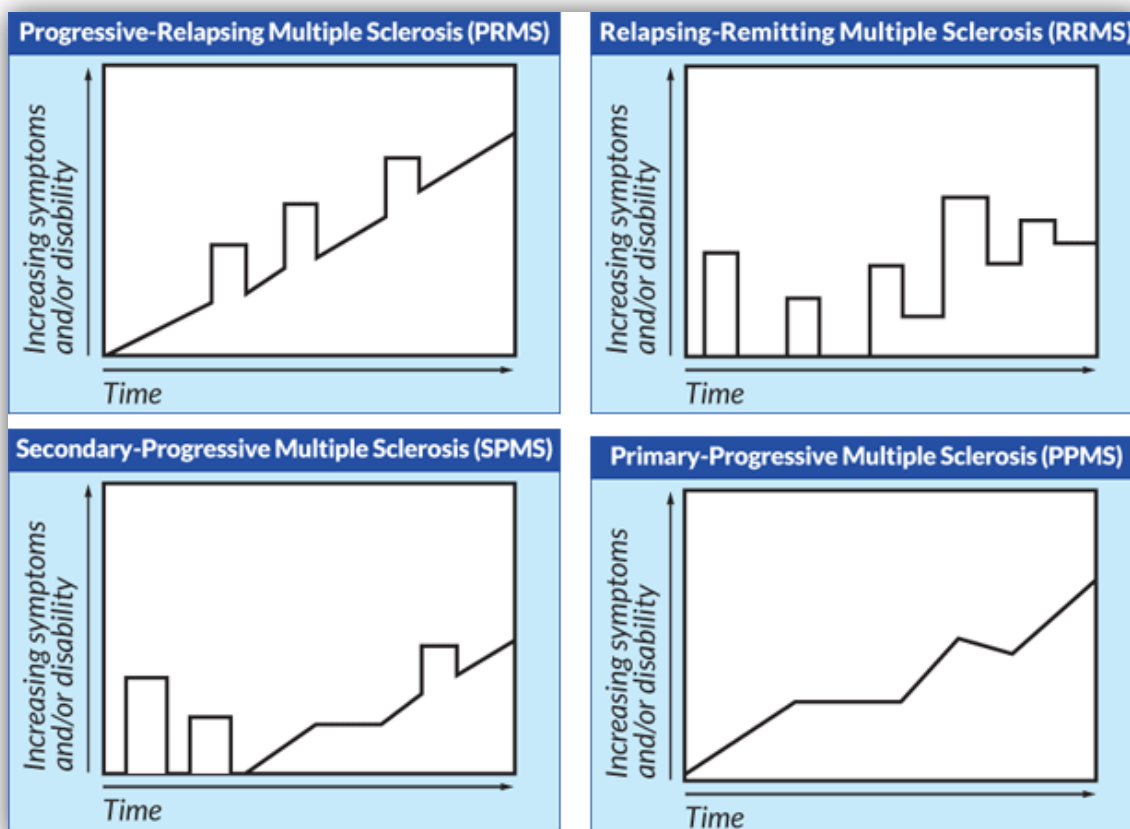 Progressive-Relapsing Multiple Sclerosis (PRMS)
Increasing symptoms
and/or disability
Time
Relapsing-Remitting Multiple Sclerosis (RRMS)
Increasing symptoms
and/or disability
Time
Secondary-Progressive Multiple Sclerosis (SPMS)
Increasing symptoms
and/or disability
Time
Primary-Progressive Multiple Sclerosis (PPMS)
Increasing symptoms
and/or disability
Time